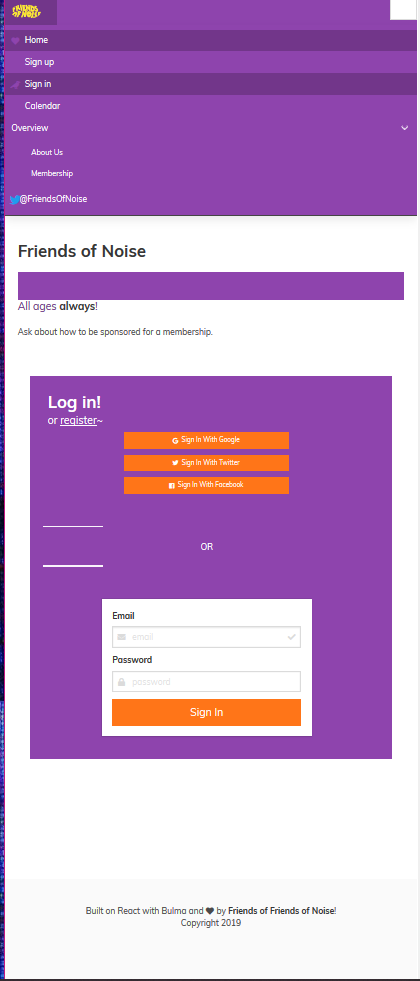 FRIENDS
OF NOISE
Home
Sign up
Sign in
Calendar
Overview
About Us
Membership
@FriendsOfNoise
Friends of Noise
All ages always!
Ask about how to be sponsored for a membership.
Log in!
or register~
Sign In With Google
Sign In With Twitter
Sign In With Facebook
OR
Email
email
Password
password
Sign In
Built on React with Bulma and ❤ by Friends of Friends of Noise!
Copyright 2019